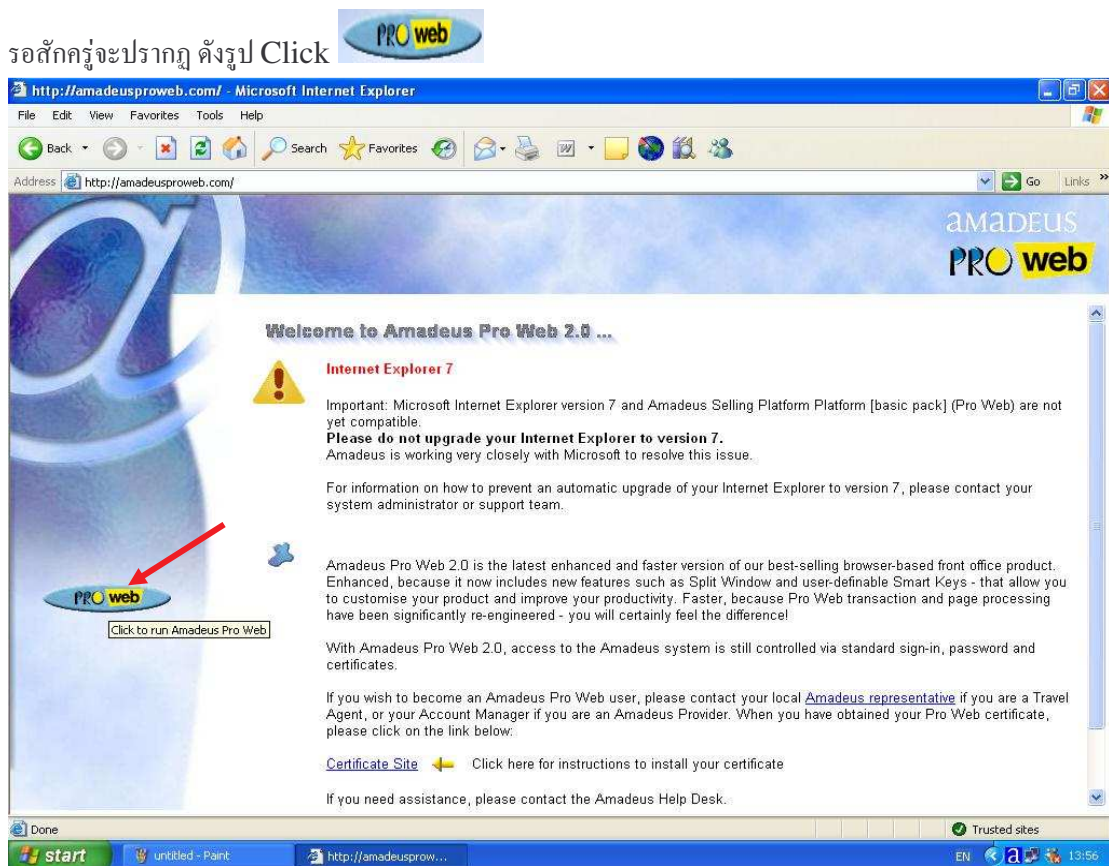 รอสักครู่จะปรากฏ ดังรูป Click PRO web
http://amadeusproweb.com/ - Microsoft Internet Explorer
File Edit View Favorites Tools Help
Back Search Favorites
Address http://amadeusproweb.com/ Go Links »
aMaDEUS
PRO web
Welcome to Amadeus Pro Web 2.0 ...
Internet Explorer 7
Important: Microsoft Internet Explorer version 7 and Amadeus Selling Platform Platform [basic pack] (Pro Web) are not
yet compatible.
Please do not upgrade your Internet Explorer to version 7.
Amadeus is working very closely with Microsoft to resolve this issue.
For information on how to prevent an automatic upgrade of your Internet Explorer to version 7, please contact your
system administrator or support team.
Amadeus Pro Web 2.0 is the latest enhanced and faster version of our best-selling browser-based front office product.
Enhanced, because it now includes new features such as Split Window and user-definable Smart Keys - that allow you
to customise your product and improve your productivity. Faster, because Pro Web transaction and page processing
have been significantly re-engineered - you will certainly feel the difference!
PRO web
Click to run Amadeus Pro Web
With Amadeus Pro Web 2.0, access to the Amadeus system is still controlled via standard sign-in, password and
certificates.
If you wish to become an Amadeus Pro Web user, please contact your local Amadeus representative if you are a Travel
Agent, or your Account Manager if you are an Amadeus Provider. When you have obtained your Pro Web certificate,
please click on the link below:
Certificate Site Click here for instructions to install your certificate
If you need assistance, please contact the Amadeus Help Desk.
Done Trusted sites
start untitled - Paint http://amadeusprow... EN 13:56